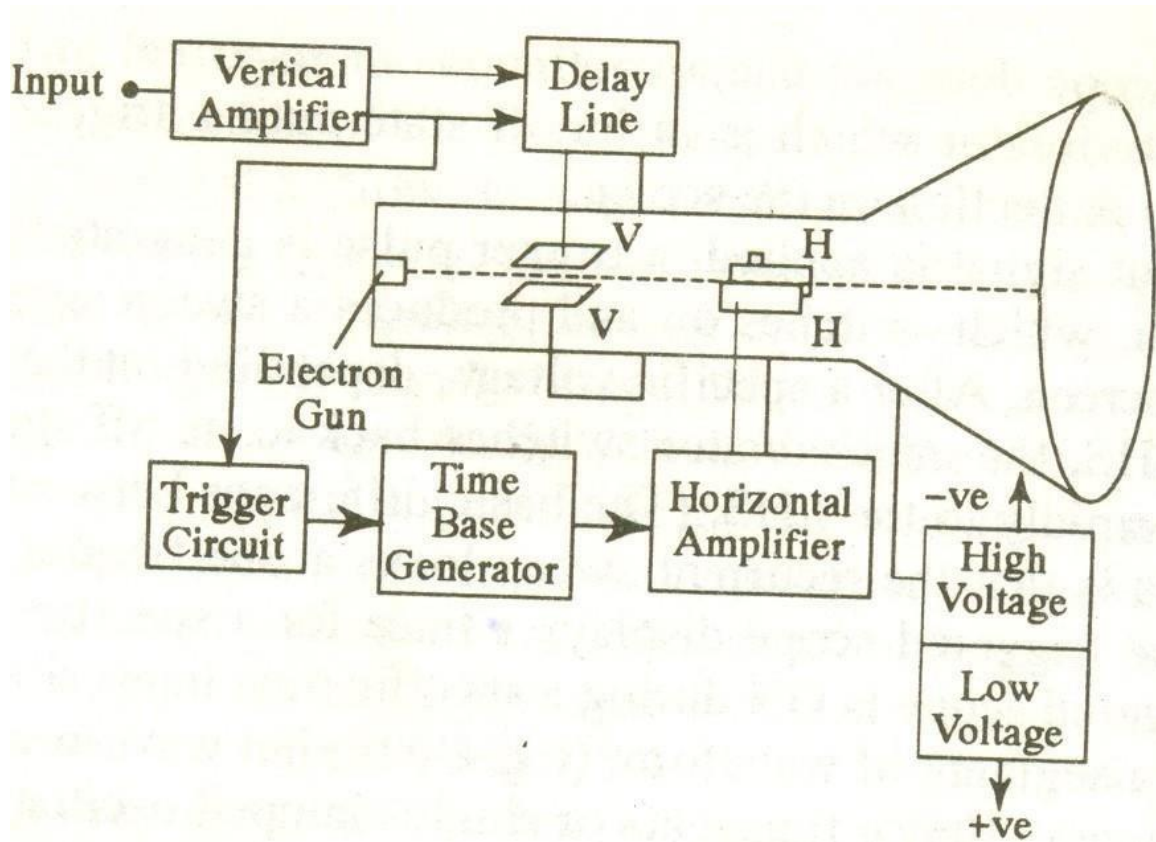 Input
Vertical
Amplifier
Delay
Line
V
H
V
H
Electron
Gun
Trigger
Circuit
Time
Base
Generator
Horizontal
Amplifier
-ve
High
Voltage
Low
Voltage
+ve